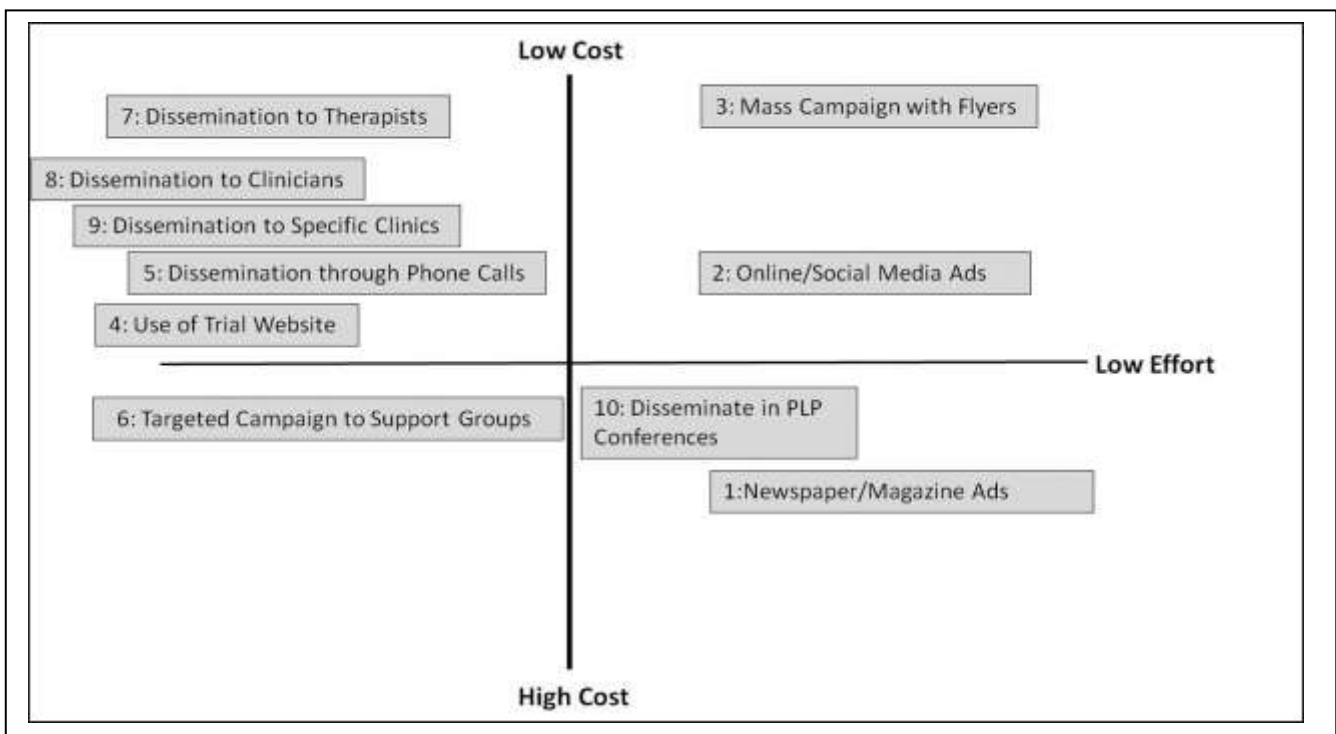 Low Cost
7: Dissemination to Therapists
3: Mass Campaign with Flyers
8: Dissemination to Clinicians
9: Dissemination to Specific Clinics
5: Dissemination through Phone Calls
2: Online/Social Media Ads
4: Use of Trial Website
Low Effort
6: Targeted Campaign to Support Groups
10: Disseminate in PLP
Conferences
1:Newspaper/Magazine Ads
High Cost